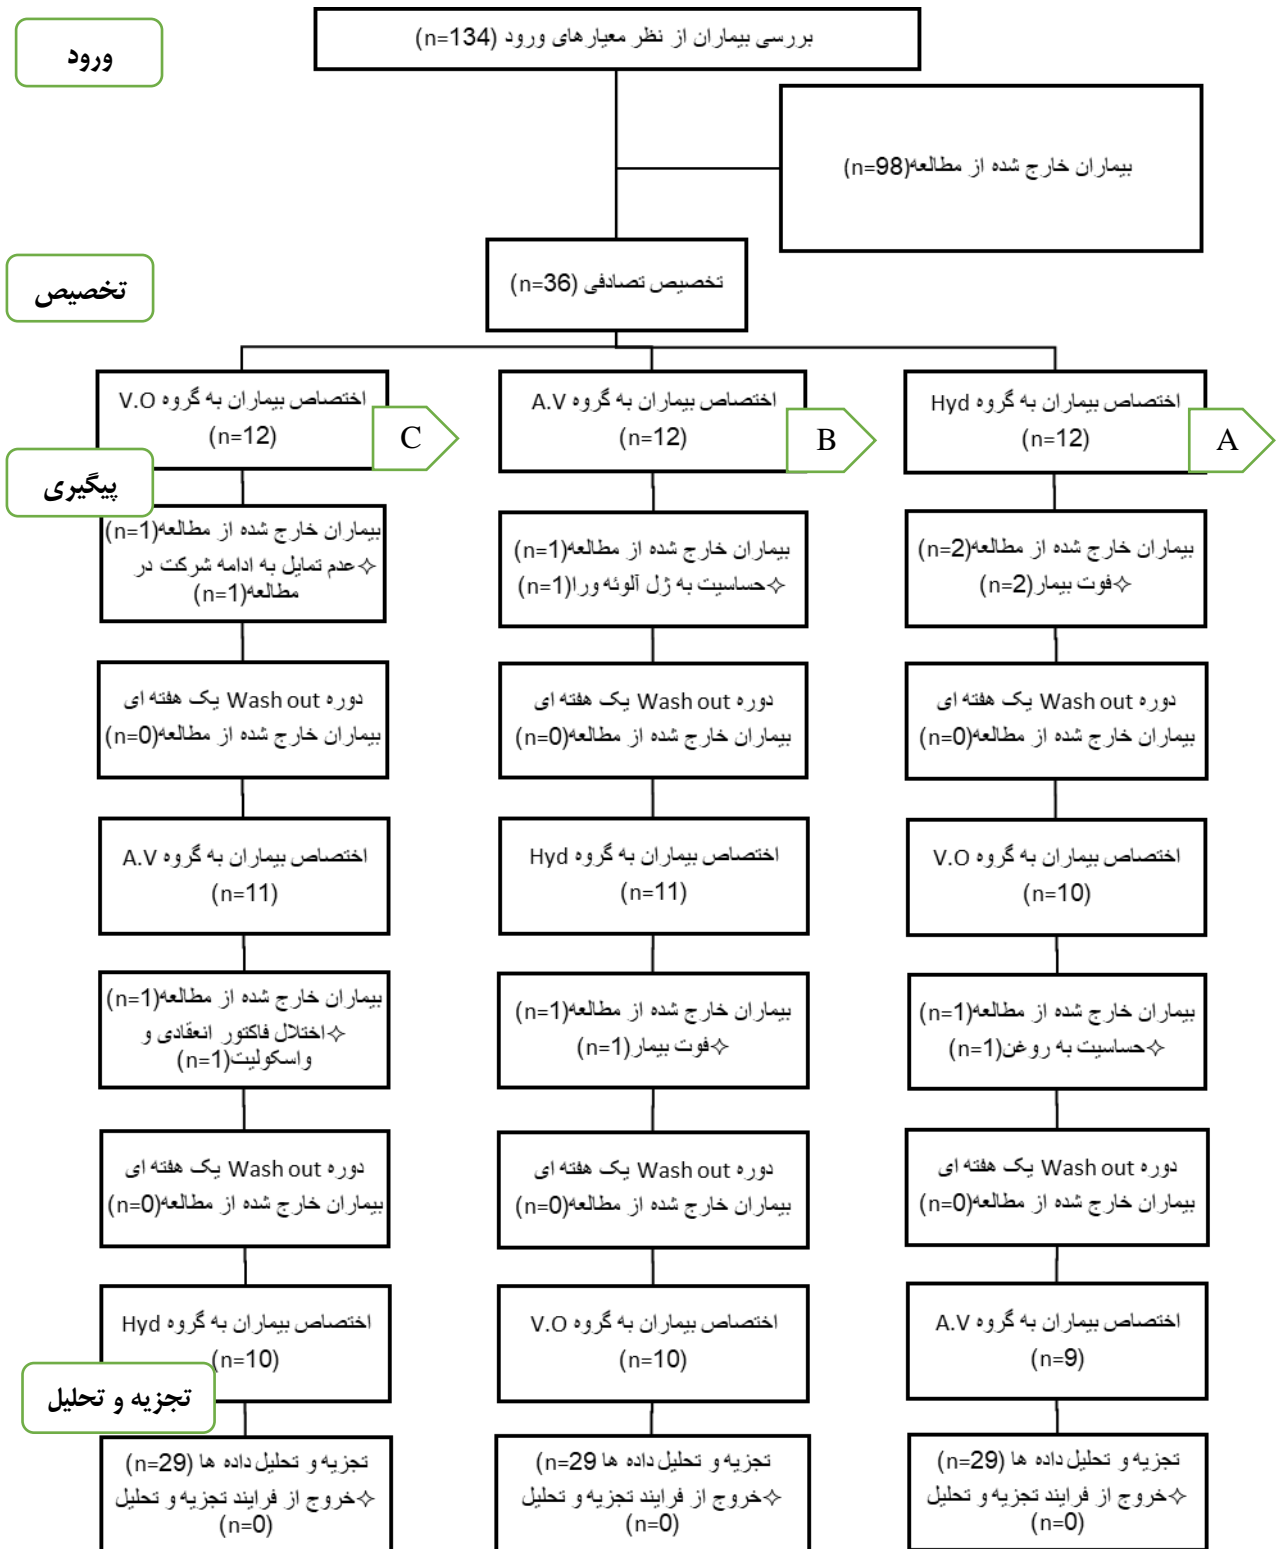 ورود
بررسی بیماران از نظر معیارهای ورود (n=134)
بیماران خارج شده از مطالعه(n=98)
تخصیص
تخصیص تصادفی (n=36)
اختصاص بیماران به گروه Hyd
(n=12)
A
اختصاص بیماران به گروه A.V
(n=12)
B
اختصاص بیماران به گروه V.O
(n=12)
C
پیگیری
بیماران خارج شده از مطالعه(n=2)
✧فوت بیمار(n=2)
بیماران خارج شده از مطالعه(n=1)
✧حساسیت به ژل آلوئه ورا(n=1)
بیماران خارج شده از مطالعه(n=1)
✧عدم تمایل به ادامه شرکت در
مطالعه(n=1)
دوره Wash out یک هفته ای
بیماران خارج شده از مطالعه(n=0)
دوره Wash out یک هفته ای
بیماران خارج شده از مطالعه(n=0)
دوره Wash out یک هفته ای
بیماران خارج شده از مطالعه(n=0)
اختصاص بیماران به گروه V.O
(n=10)
اختصاص بیماران به گروه Hyd
(n=11)
اختصاص بیماران به گروه A.V
(n=11)
بیماران خارج شده از مطالعه(n=1)
✧حساسیت به روغن(n=1)
بیماران خارج شده از مطالعه(n=1)
✧فوت بیمار(n=1)
بیماران خارج شده از مطالعه(n=1)
✧اختلال فاکتور انعقادی و
واسکولیت(n=1)
دوره Wash out یک هفته ای
بیماران خارج شده از مطالعه(n=0)
دوره Wash out یک هفته ای
بیماران خارج شده از مطالعه(n=0)
دوره Wash out یک هفته ای
بیماران خارج شده از مطالعه(n=0)
اختصاص بیماران به گروه A.V
(n=9)
اختصاص بیماران به گروه V.O
(n=10)
اختصاص بیماران به گروه Hyd
(n=10)
تجزیه و تحلیل
تجزیه و تحلیل داده ها (n=29)
✧خروج از فرایند تجزیه و تحلیل
(n=0)
تجزیه و تحلیل داده ها n=29)
✧خروج از فرایند تجزیه و تحلیل
(n=0)
تجزیه و تحلیل داده ها (n=29)
✧خروج از فرایند تجزیه و تحلیل
(n=0)